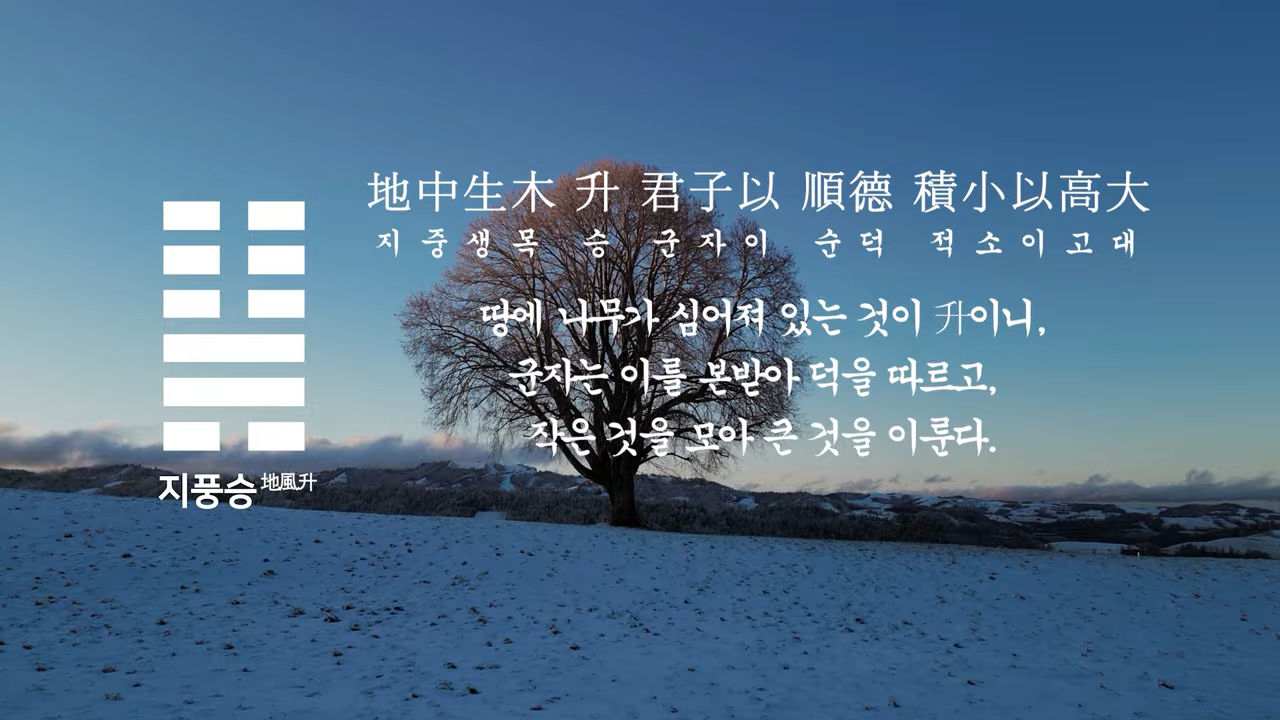 地中生木 升 君子以 順德 積小以高大
지중생목 승 군자이 순덕 적소이고대
땅에 나무가 심어져 있는 것이 升이니,
군자는 이를 본받아 덕을 따르고,
작은 것을 모아 큰 것을 이룬다.
지풍승 地風升